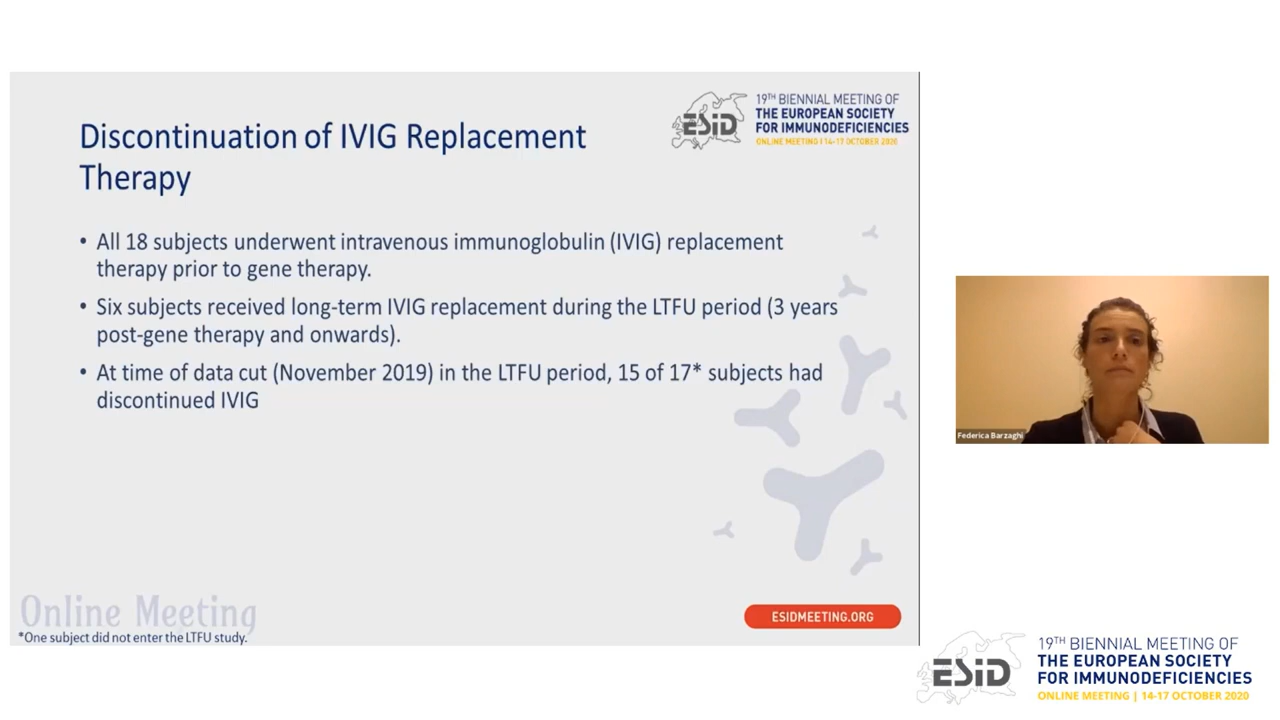 Discontinuation of IVIG Replacement
Therapy
19TH BIENNIAL MEETING OF
ESID
THE EUROPEAN SOCIETY
FOR IMMUNODEFICIENCIES
ONLINE MEETING | 14-17 OCTOBER 2020
• All 18 subjects underwent intravenous immunoglobulin (IVIG) replacement
therapy prior to gene therapy.
• Six subjects received long-term IVIG replacement during the LTFU period (3 years
post-gene therapy and onwards).
• At time of data cut (November 2019) in the LTFU period, 15 of 17* subjects had
discontinued IVIG
Online Meeting
*One subject did not enter the LTFU study.
ESIDMEETING.ORG
Federica Barzaghi
19TH BIENNIAL MEETING OF
ESID
THE EUROPEAN SOCIETY
FOR IMMUNODEFICIENCIES
ONLINE MEETING | 14-17 OCTOBER 2020